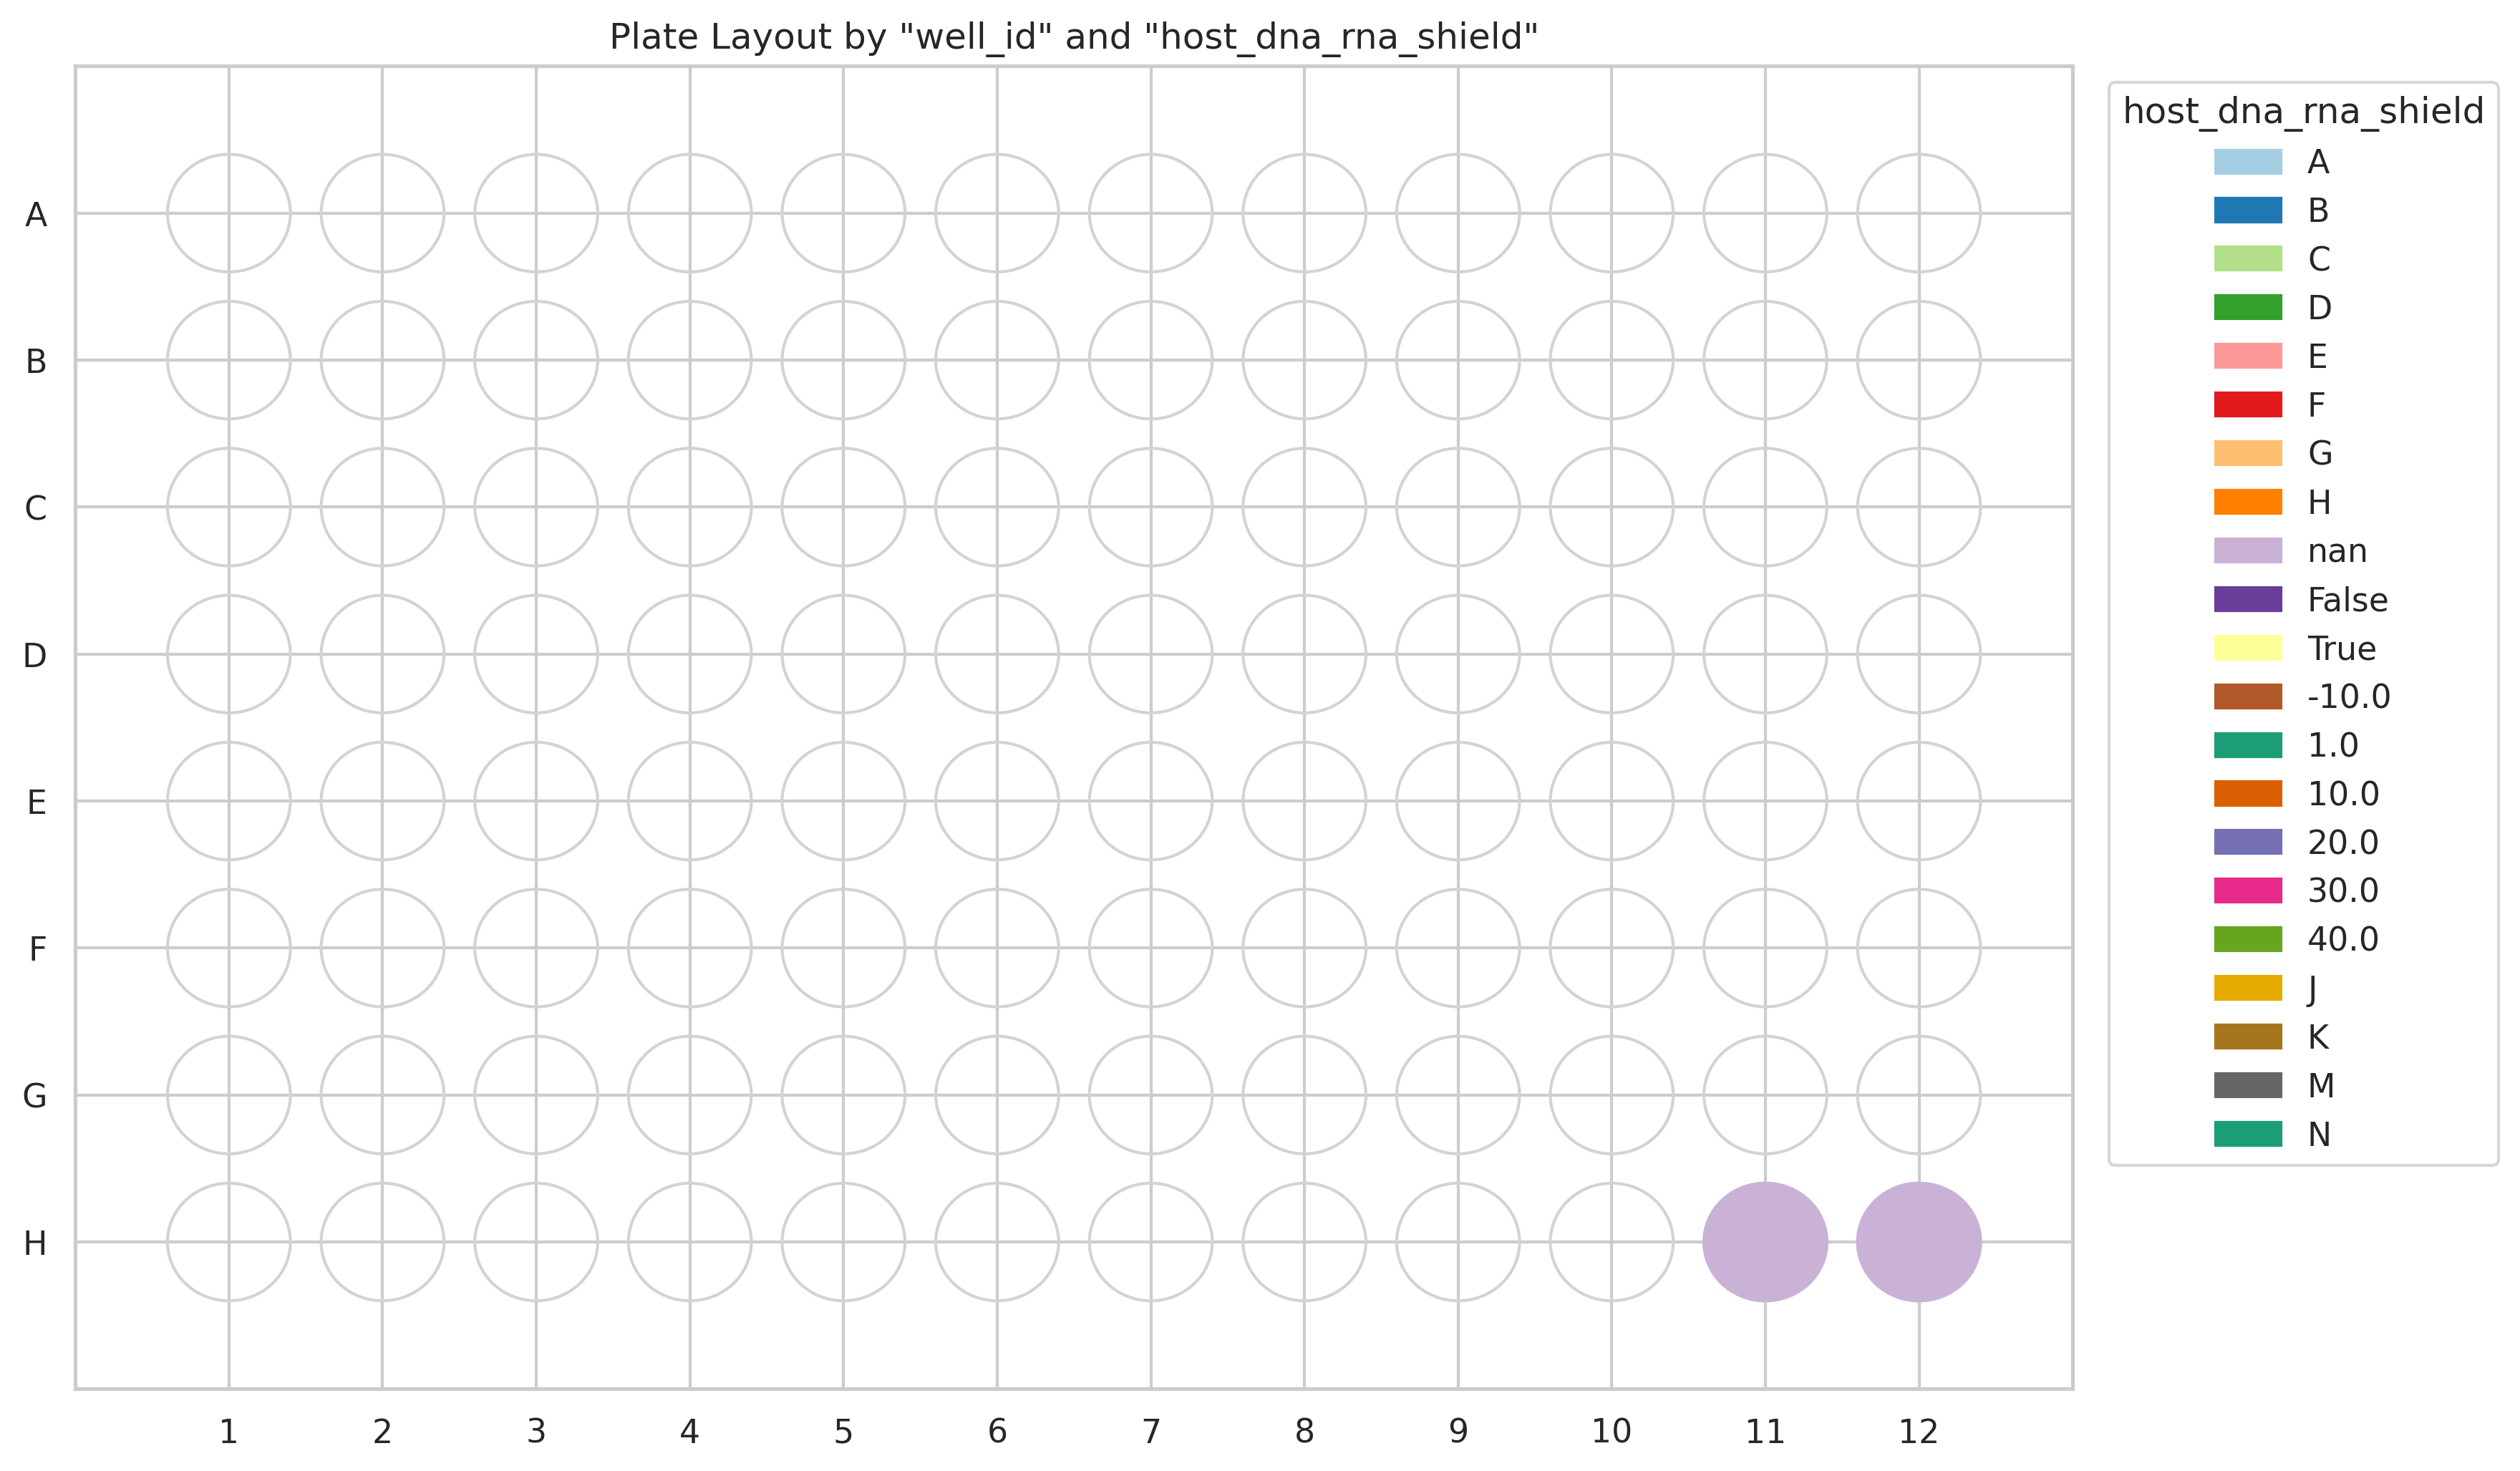 Plate Layout by "well_id" and "host_dna_rna_shield"
A
B
C
D
E
F
G
H
1 2 3 4 5 6 7 8 9 10 11 12
host_dna_rna_shield
A
B
C
D
E
F
G
H
nan
False
True
-10.0
1.0
10.0
20.0
30.0
40.0
J
K
M
N